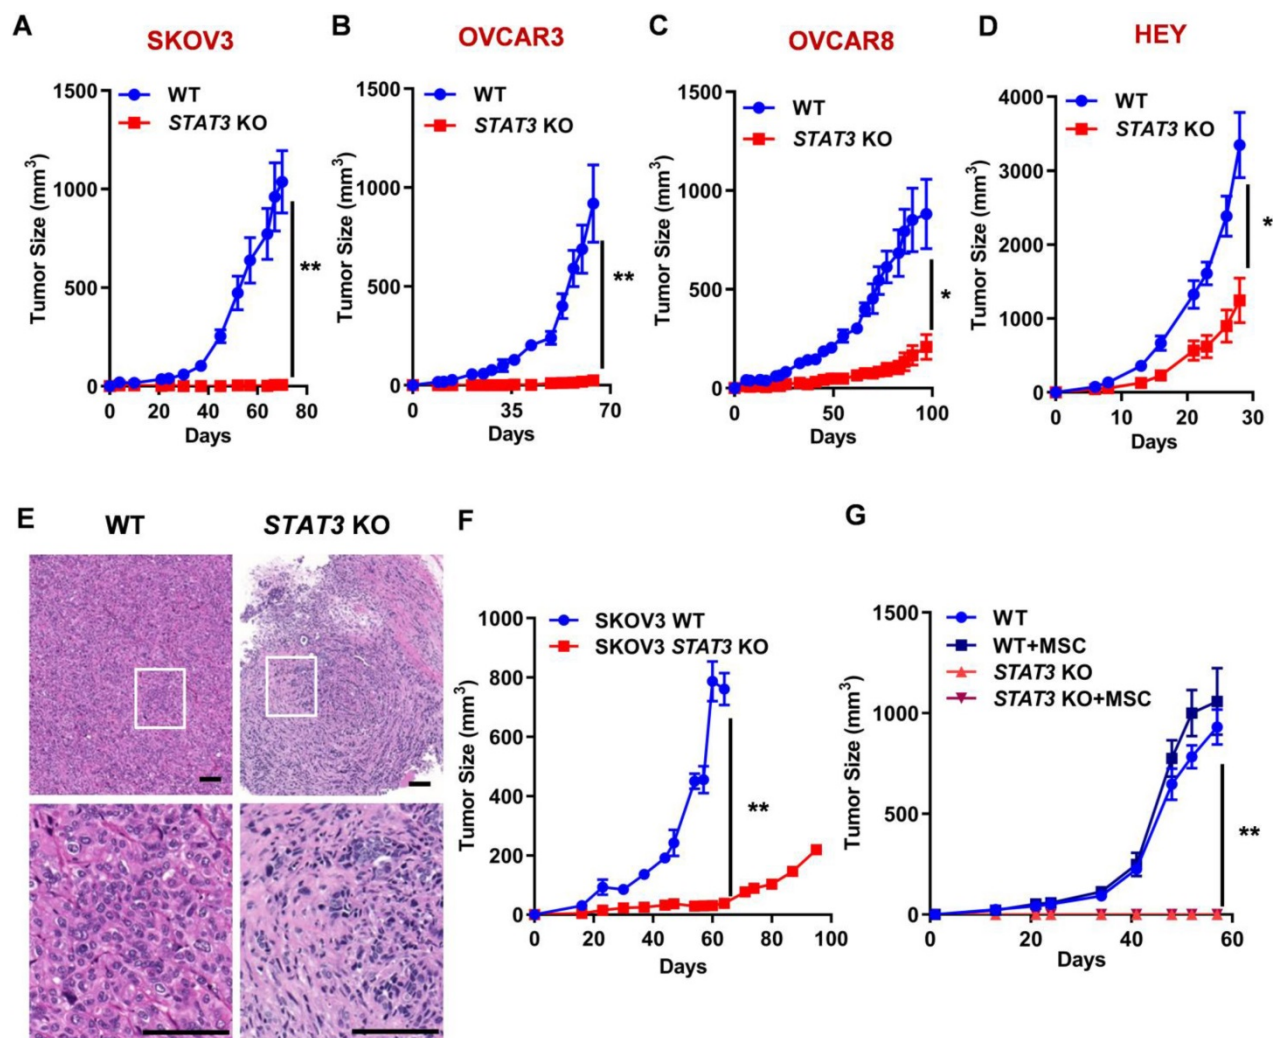 A
SKOV3
1500
1000
500
0
0 20 40 60 80
Tumor Size (mm3)
Days
WT
STAT3 KO
**
B
OVCAR3
1500
1000
500
0
0 35 70
Tumor Size (mm3)
Days
WT
STAT3 KO
**
C
OVCAR8
1500
1000
500
0
0 50 100
Tumor Size (mm3)
Days
WT
STAT3 KO
*
D
HEY
4000
3000
2000
1000
0
0 10 20 30
Tumor Size (mm3)
Days
WT
STAT3 KO
*
E
WT
STAT3 KO
F
1000
800
600
400
200
0
0 20 40 60 80 100
Tumor Size (mm3)
Days
SKOV3 WT
SKOV3 STAT3 KO
**
G
1500
1000
500
0
0 20 40 60
Tumor Size (mm3)
Days
WT
WT+MSC
STAT3 KO
STAT3 KO+MSC
**